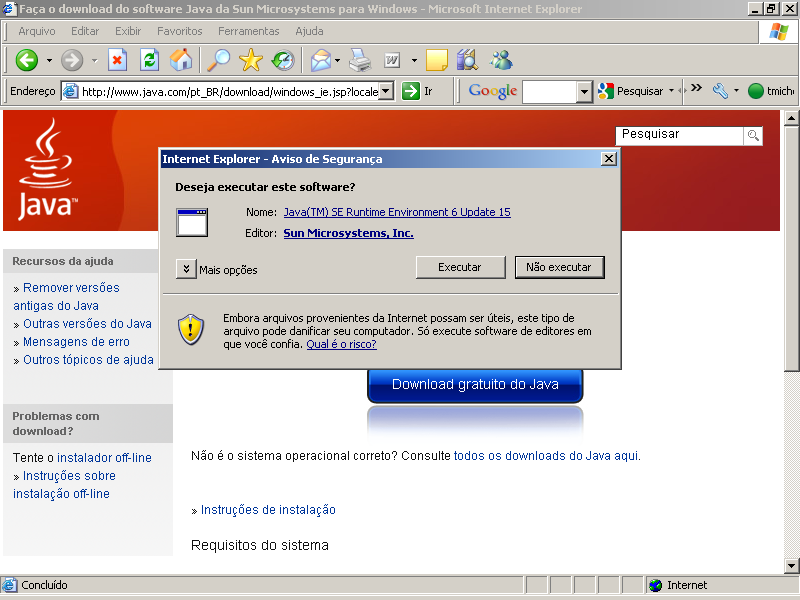 Faça o download do software Java da Sun Microsystems para Windows - Microsoft Internet Explorer
Arquivo Editar Exibir Favoritos Ferramentas Ajuda
Endereço http://www.java.com/pt_BR/download/windows_ie.jsp?locale Ir Google Pesquisar tmich
Java™
Pesquisar
Internet Explorer - Aviso de Segurança
Deseja executar este software?
Nome: Java(TM) SE Runtime Environment 6 Update 15
Editor: Sun Microsystems, Inc.
Mais opções Executar Não executar
Embora arquivos provenientes da Internet possam ser úteis, este tipo de
arquivo pode danificar seu computador. Só execute software de editores em
que você confia. Qual é o risco?
Recursos da ajuda
» Remover versões
antigas do Java
» Outras versões do Java
» Mensagens de erro
» Outros tópicos de ajuda
Problemas com
download?
Tente o instalador off-line
» Instruções sobre
instalação off-line
Download gratuito do Java
Não é o sistema operacional correto? Consulte todos os downloads do Java aqui.
» Instruções de instalação
Requisitos do sistema
Concluído Internet